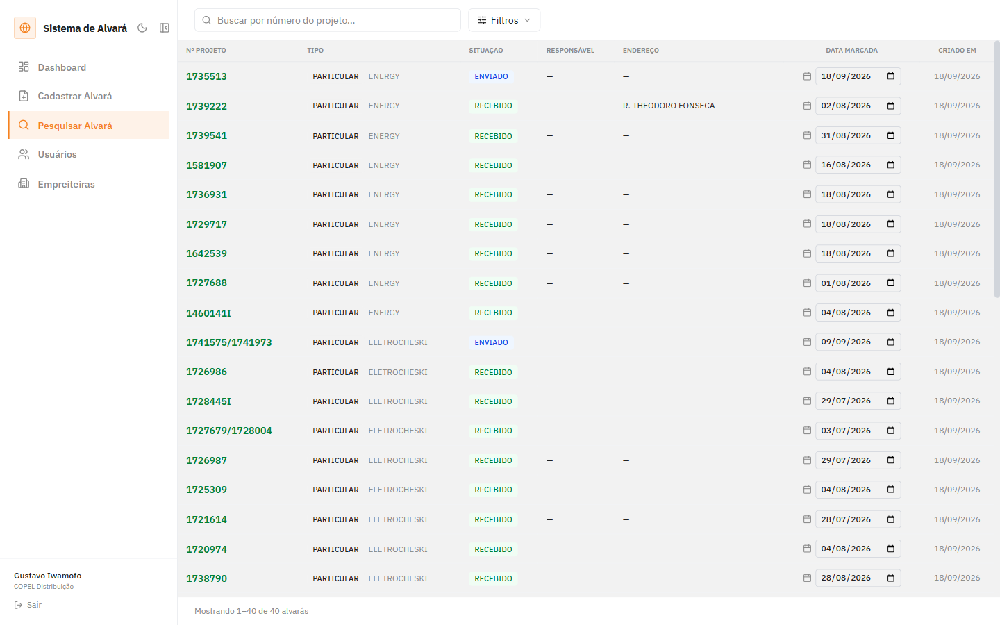 Sistema de Alvará
Dashboard
Cadastrar Alvará
Pesquisar Alvará
Usuários
Empreiteiras
Gustavo Iwamoto
COPEL Distribuição
Sair
Buscar por número do projeto...
Filtros
Nº PROJETO TIPO SITUAÇÃO RESPONSÁVEL ENDEREÇO DATA MARCADA CRIADO EM
1735513 PARTICULAR ENERGY ENVIADO — — 18/09/2026 18/09/2026
1739222 PARTICULAR ENERGY RECEBIDO — R. THEODORO FONSECA 02/08/2026 18/09/2026
1739541 PARTICULAR ENERGY RECEBIDO — — 31/08/2026 18/09/2026
1581907 PARTICULAR ENERGY RECEBIDO — — 16/08/2026 18/09/2026
1736931 PARTICULAR ENERGY RECEBIDO — — 18/08/2026 18/09/2026
1729717 PARTICULAR ENERGY RECEBIDO — — 18/08/2026 18/09/2026
1642539 PARTICULAR ENERGY RECEBIDO — — 18/08/2026 18/09/2026
1727688 PARTICULAR ENERGY RECEBIDO — — 01/08/2026 18/09/2026
1460141I PARTICULAR ENERGY RECEBIDO — — 04/08/2026 18/09/2026
1741575/1741973 PARTICULAR ELETROCHESKI ENVIADO — — 09/09/2026 18/09/2026
1726986 PARTICULAR ELETROCHESKI RECEBIDO — — 04/08/2026 18/09/2026
1728445I PARTICULAR ELETROCHESKI RECEBIDO — — 29/07/2026 18/09/2026
1727679/1728004 PARTICULAR ELETROCHESKI RECEBIDO — — 03/07/2026 18/09/2026
1726987 PARTICULAR ELETROCHESKI RECEBIDO — — 29/07/2026 18/09/2026
1725309 PARTICULAR ELETROCHESKI RECEBIDO — — 04/08/2026 18/09/2026
1721614 PARTICULAR ELETROCHESKI RECEBIDO — — 28/07/2026 18/09/2026
1720974 PARTICULAR ELETROCHESKI RECEBIDO — — 04/08/2026 18/09/2026
1738790 PARTICULAR ELETROCHESKI RECEBIDO — — 28/08/2026 18/09/2026
Mostrando 1–40 de 40 alvarás